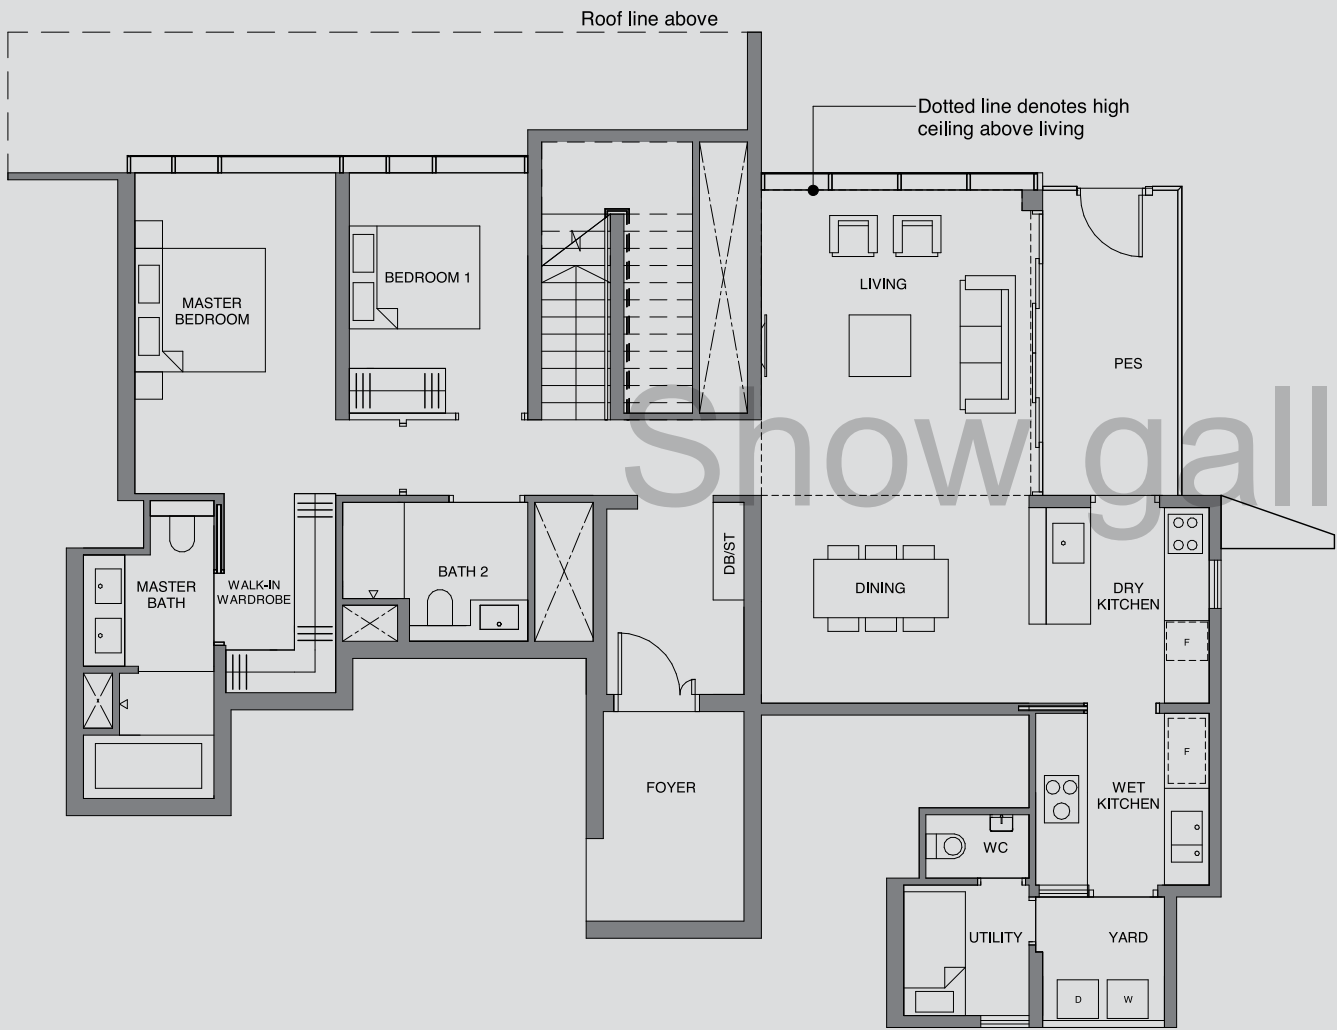 Roof line above
Dotted line denotes high
ceiling above living
MASTER
BEDROOM
BEDROOM 1
LIVING
PES
Show gall
MASTER
BATH
WALK-IN
WARDROBE
BATH 2
DB/ST
DINING
DRY
KITCHEN
F
F
FOYER
WET
KITCHEN
WC
UTILITY
YARD
D
W